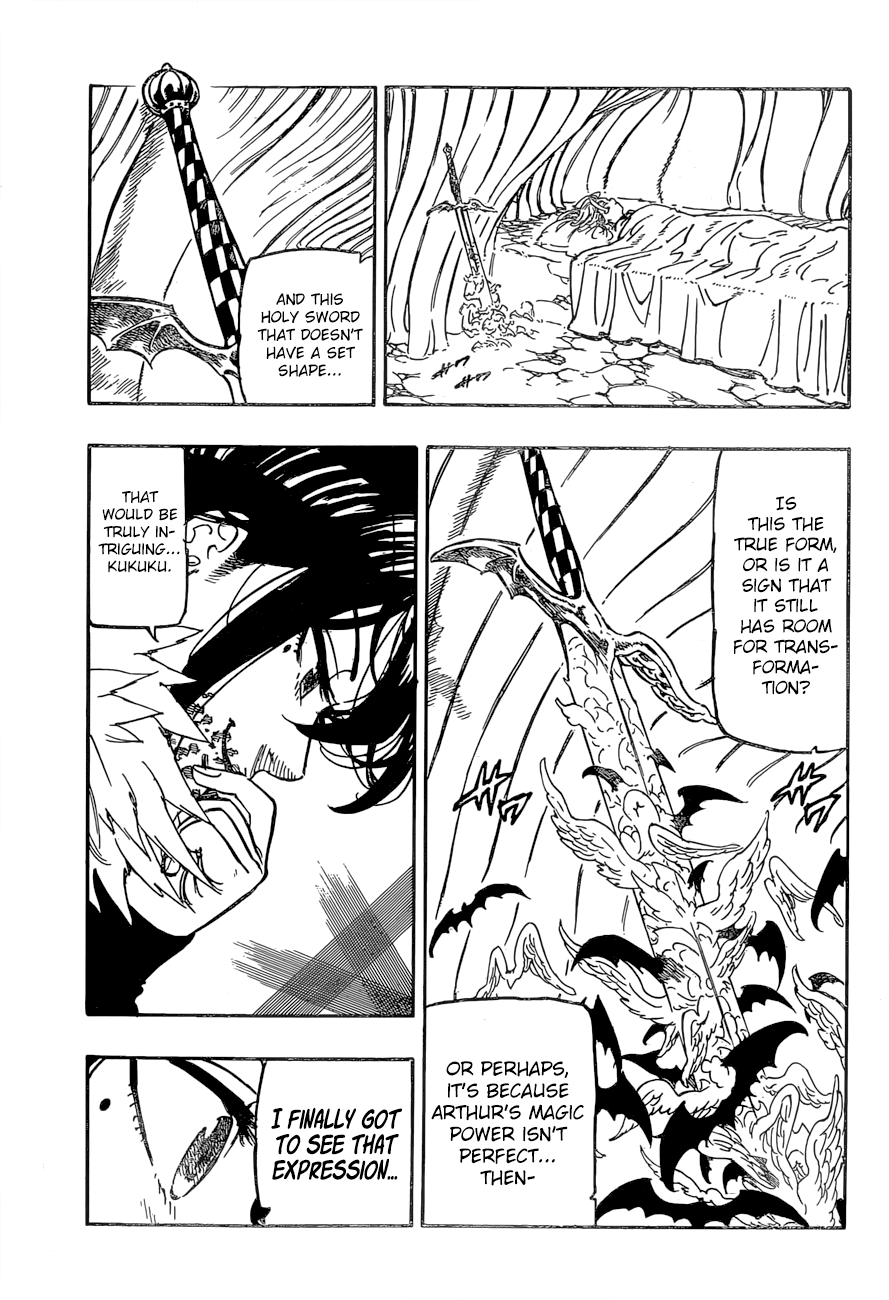 AND THIS
HOLY SWORD
THAT DOESN'T
HAVE A SET
SHAPE...
IS
THIS THE
TRUE FORM,
OR IS IT A
SIGN THAT
IT STILL
HAS ROOM
FOR TRANS-
FORMA-
TION?
OR PERHAPS,
IT'S BECAUSE
ARTHUR'S MAGIC
POWER ISN'T
PERFECT...
THEN-
THAT
WOULD BE
TRULY IN-
TRIGUING...
KUKUKU.
I FINALLY GOT
TO SEE THAT
EXPRESSION...